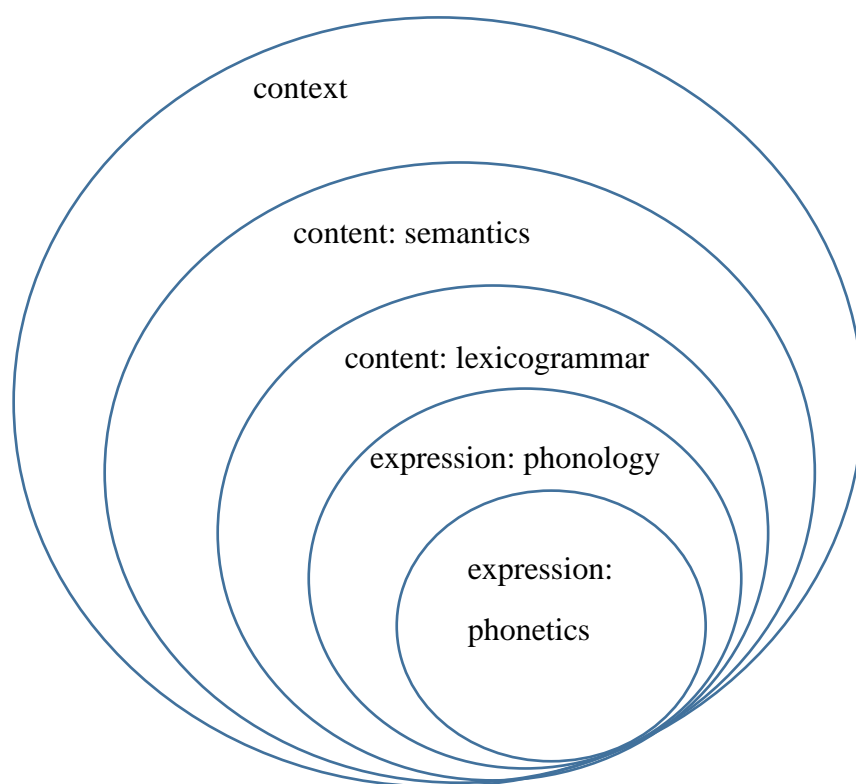 context
content: semantics
content: lexicogrammar
expression: phonology
expression:
phonetics